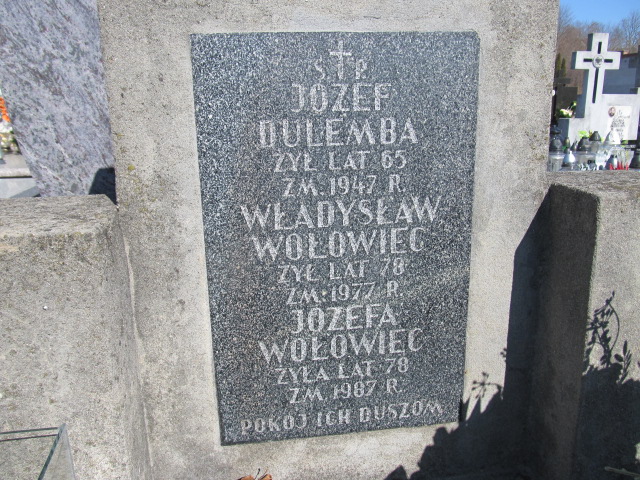 Ś P.
JÓZEF
DULEMBA
ŻYŁ LAT 65
ZM. 1947 R.
WŁADYSŁAW
WOŁOWIEC
ŻYŁ LAT 78
ZM. 1977 R.
JÓZEFA
WOŁOWIEC
ŻYŁA LAT 78
ZM 1987 R.
POKÓJ ICH DUSZOM